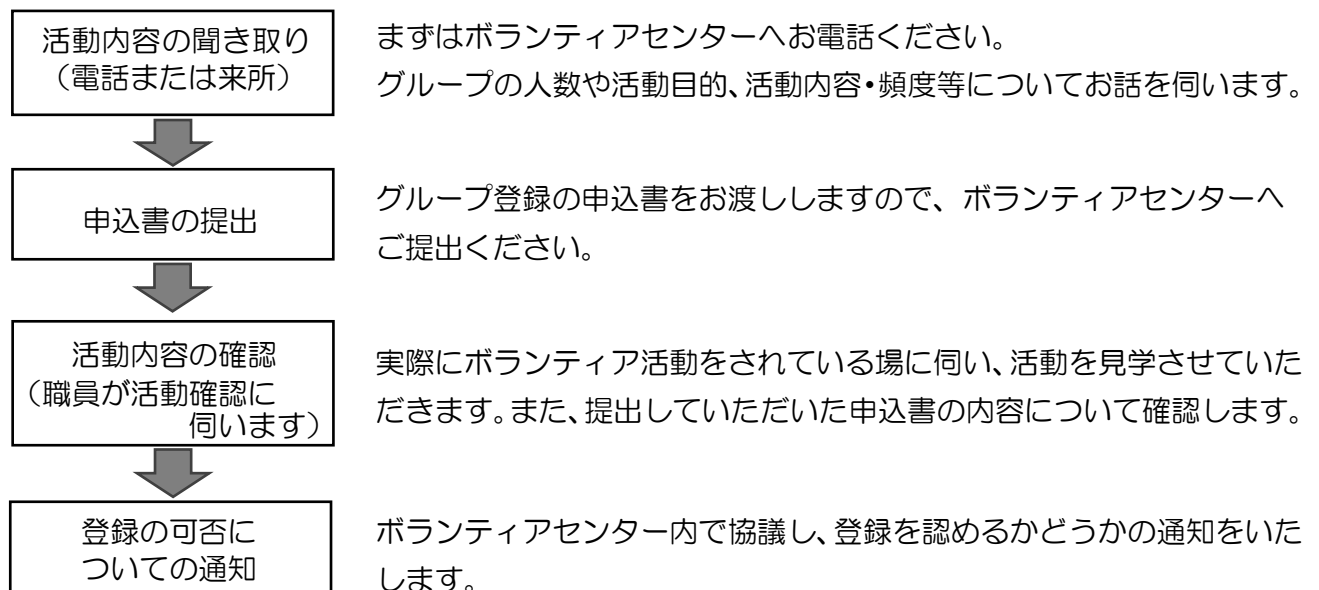 活動内容の聞き取り
(電話または来所)
まずはボランティアセンターへお電話ください。
グループの人数や活動目的、活動内容・頻度等についてお話を伺います。
申込書の提出
グループ登録の申込書をお渡ししますので、ボランティアセンターへ
ご提出ください。
活動内容の確認
(職員が活動確認に
伺います)
実際にボランティア活動をされている場に伺い、活動を見学させていた
だきます。また、提出していただいた申込書の内容について確認します。
登録の可否に
ついての通知
ボランティアセンター内で協議し、登録を認めるかどうかの通知をいた
します。